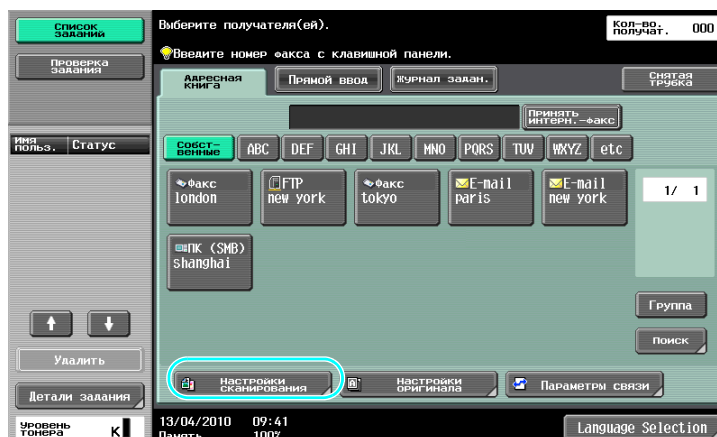 Список
заданий
Проверка
задания
Имя
польз. Статус
Удалить
Детали задания
Уровень
тонера K
Выберите получателя(ей).
Кол-во.
получат. 000
Введите номер факса с клавишной панели.
Адресная
книга
Прямой ввод
Журнал задан.
Снятая
трубка
Принять
интерн.-факс
Собст-
венные ABC DEF GHI JKL MNO PQRS TUV WXYZ etc
Факс
london
FTP
new york
Факс
tokyo
E-mail
paris
E-mail
new york
1/ 1
ПК (SMB)
shanghai
Группа
Поиск
Настройки
сканирования
Настройки
оригинала
Параметры связи
13/04/2010 09:41
Память 100%
Language Selection